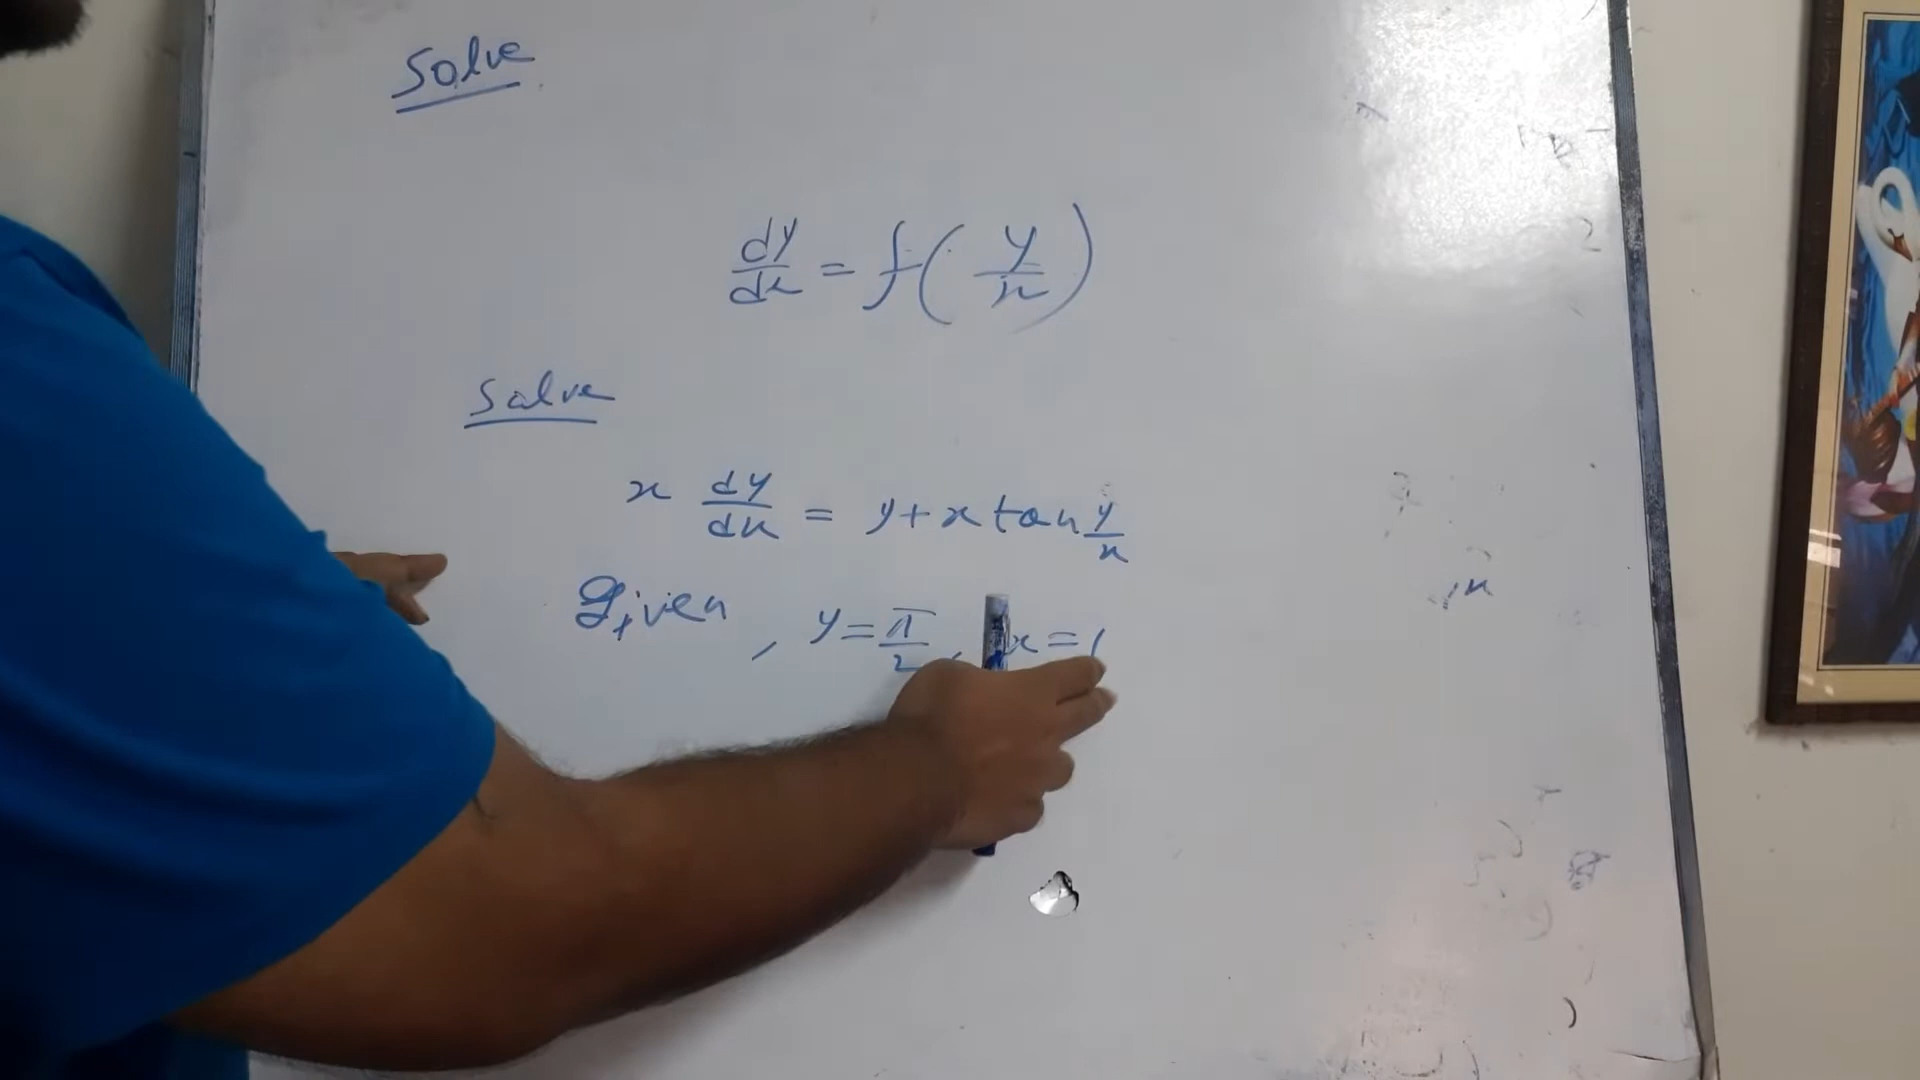 Solve
dy/dx = f(y/x)
Solve
x dy/dx = y + x tan y/x
Given, y = π/2, x = 1